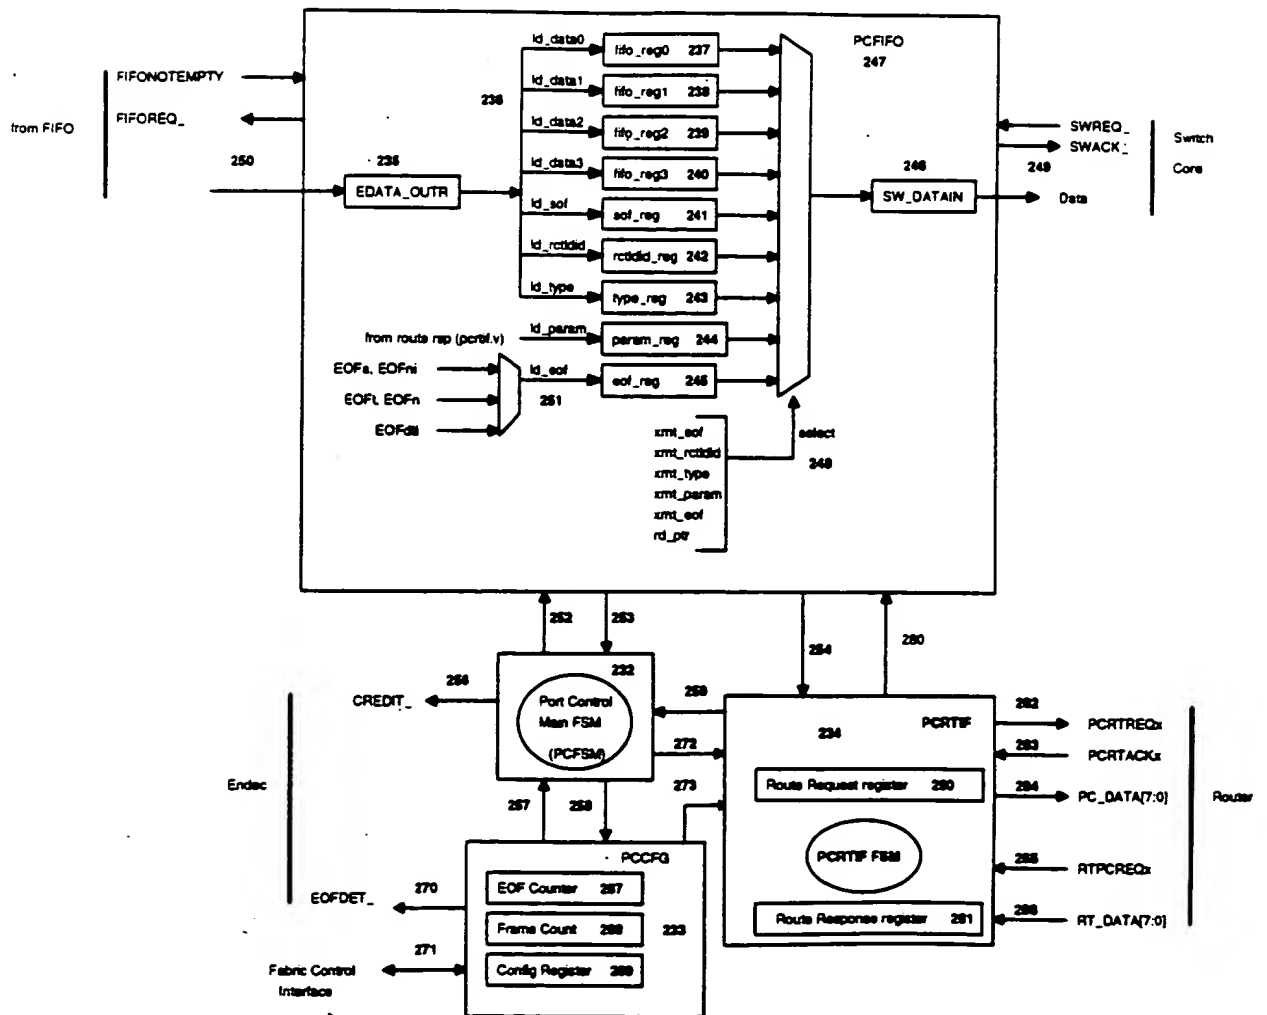 ld_data0
fifo_reg0 237
PCFIFO
247
FIFONOTEMPTY
ld_data1
fifo_reg1 238
236
from FIFO
FIFOREQ_
ld_data2
fifo_reg2 239
SWREQ_
SWACK_
Switch
Core
250
235
ld_data3
fifo_reg3 240
246
249
EDATA_OUTR
SW_DATAIN
Data
ld_sof
sof_reg 241
ld_rctldid
rctldid_reg 242
ld_type
type_reg 243
from route rsp (pcrtif.v)
ld_param
param_reg 244
EOFa, EOFni
ld_eof
eof_reg 245
EOFt, EOFn
251
EOFdti
xmt_sof
select
xmt_rctldid
248
xmt_type
xmt_param
xmt_eof
rd_ptr
252
253
254
280
232
256
CREDIT_
Port Control
Main FSM
(PCFSM)
259
272
273
234
PCRTIF
262
PCRTREQx
263
PCRTACKx
Route Request register 260
264
PC_DATA[7:0]
Endec
Router
257
258
PCRTIF FSM
265
RTPCREQx
PCCFG
EOF Counter 267
270
EOFDET_
Frame Count 268
233
Route Response register 261
266
RT_DATA[7:0]
271
Fabric Control
Interface
Config Register 269